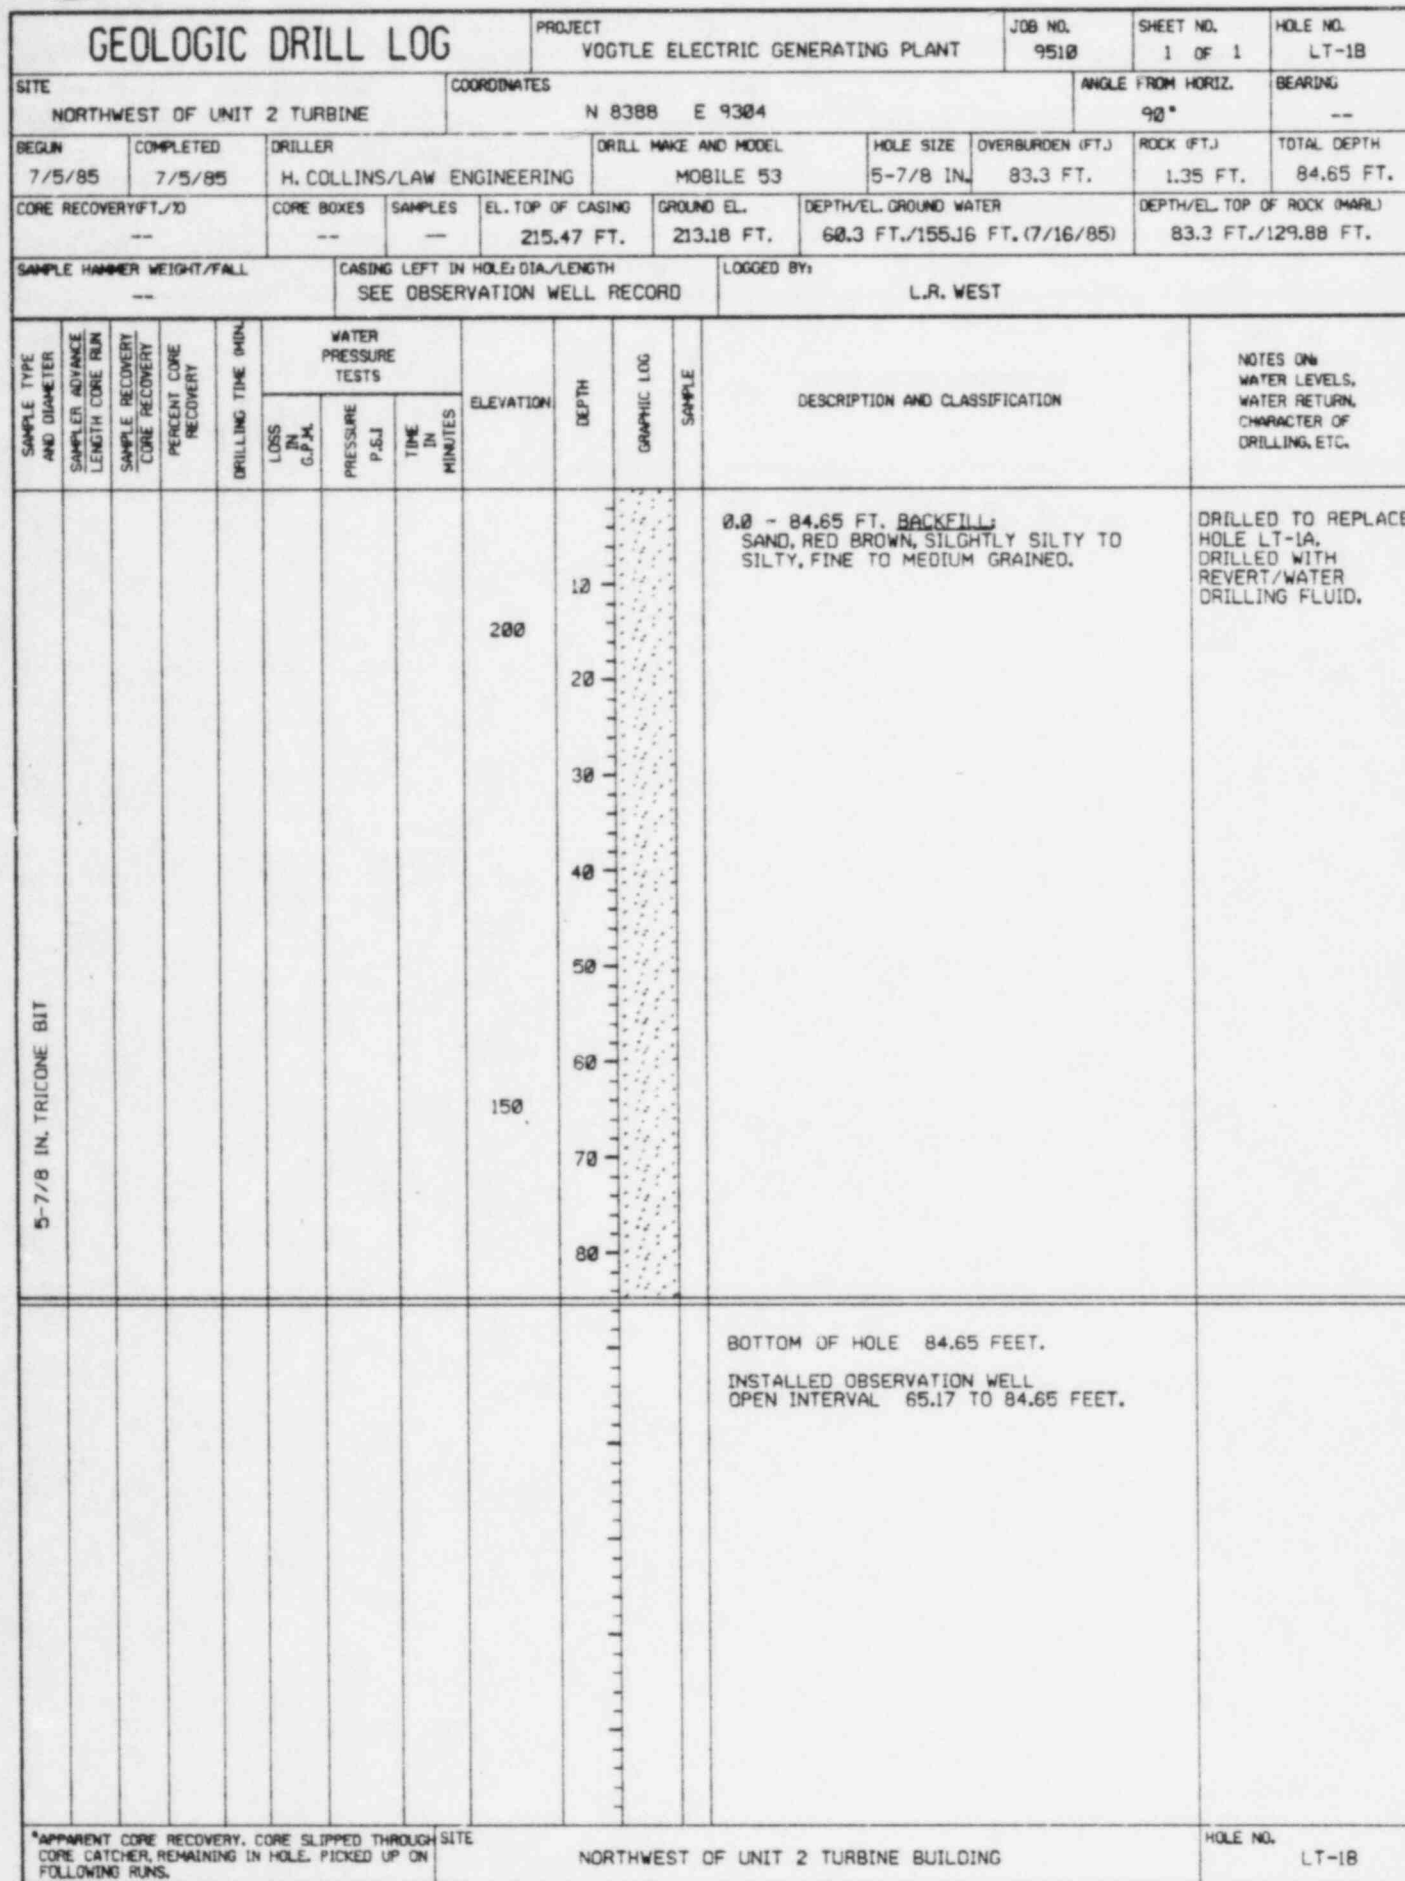 GEOLOGIC DRILL LOG
PROJECT
VOGTLE ELECTRIC GENERATING PLANT
JOB NO.
9510
SHEET NO.
1 OF 1
HOLE NO.
LT-1B
SITE
NORTHWEST OF UNIT 2 TURBINE
COORDINATES
N 8388 E 9304
ANGLE FROM HORIZ.
90°
BEARING
--
BEGUN
7/5/85
COMPLETED
7/5/85
DRILLER
H. COLLINS/LAW ENGINEERING
DRILL MAKE AND MODEL
MOBILE 53
HOLE SIZE
5-7/8 IN.
OVERBURDEN (FT.)
83.3 FT.
ROCK (FT.)
1.35 FT.
TOTAL DEPTH
84.65 FT.
CORE RECOVERY(FT./%)
--
CORE BOXES
--
SAMPLES
--
EL. TOP OF CASING
215.47 FT.
GROUND EL.
213.18 FT.
DEPTH/EL. GROUND WATER
60.3 FT./155.16 FT.(7/16/85)
DEPTH/EL. TOP OF ROCK (MARL)
83.3 FT./129.88 FT.
SAMPLE HAMMER WEIGHT/FALL
--
CASING LEFT IN HOLE: DIA./LENGTH
SEE OBSERVATION WELL RECORD
LOGGED BY:
L.R. WEST
SAMPLE TYPE
AND DIAMETER
SAMPLER ADVANCE
LENGTH CORE RUN
SAMPLE RECOVERY
CORE RECOVERY
PERCENT CORE
RECOVERY
DRILLING TIME (MIN.
WATER
PRESSURE
TESTS
LOSS
IN
G.P.M.
PRESSURE
P.S.I
TIME
IN
MINUTES
ELEVATION
DEPTH
GRAPHIC LOG
SAMPLE
DESCRIPTION AND CLASSIFICATION
NOTES ON:
WATER LEVELS,
WATER RETURN,
CHARACTER OF
DRILLING, ETC.
0.0 - 84.65 FT. BACKFILL:
SAND, RED BROWN, SILGHTLY SILTY TO
SILTY, FINE TO MEDIUM GRAINED.
DRILLED TO REPLACE
HOLE LT-1A.
DRILLED WITH
REVERT/WATER
DRILLING FLUID.
10
200
20
30
40
50
60
150
70
80
5-7/8 IN. TRICONE BIT
BOTTOM OF HOLE 84.65 FEET.
INSTALLED OBSERVATION WELL
OPEN INTERVAL 65.17 TO 84.65 FEET.
*APPARENT CORE RECOVERY. CORE SLIPPED THROUGH
CORE CATCHER, REMAINING IN HOLE. PICKED UP ON
FOLLOWING RUNS.
SITE
NORTHWEST OF UNIT 2 TURBINE BUILDING
HOLE NO.
LT-1B